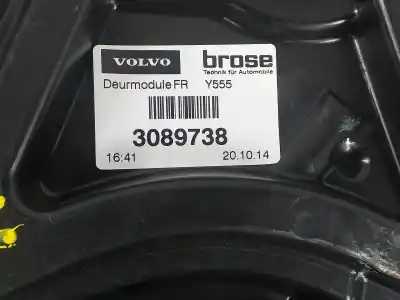 VOLVO
brose
Technik für Automobile
Deurmodule FR Y555
3089738
16:41 20.10.14